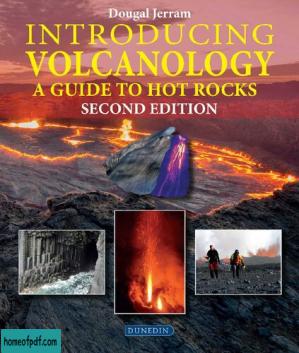 Dougal Jerram
INTRODUCING
VOLCANOLOGY
A GUIDE TO HOT ROCKS
SECOND EDITION
DUNEDIN
homeofpdf.com